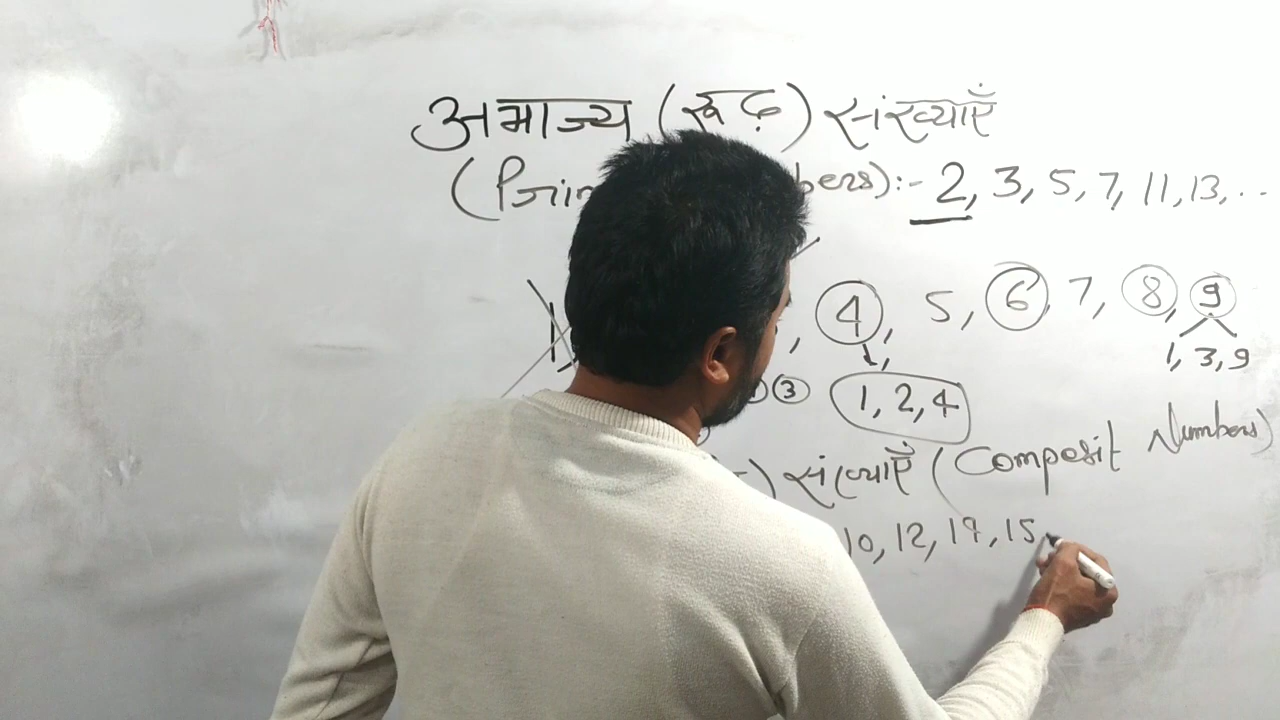 अभाज्य (रूढ़) संख्याएँ
(Prim bers):- 2, 3, 5, 7, 11, 13, ...
1 , 4, 5, 6, 7, 8, 9
1, 3, 9
3 1, 2, 4
) संख्याएँ (Composit Numbers)
10, 12, 14, 15,